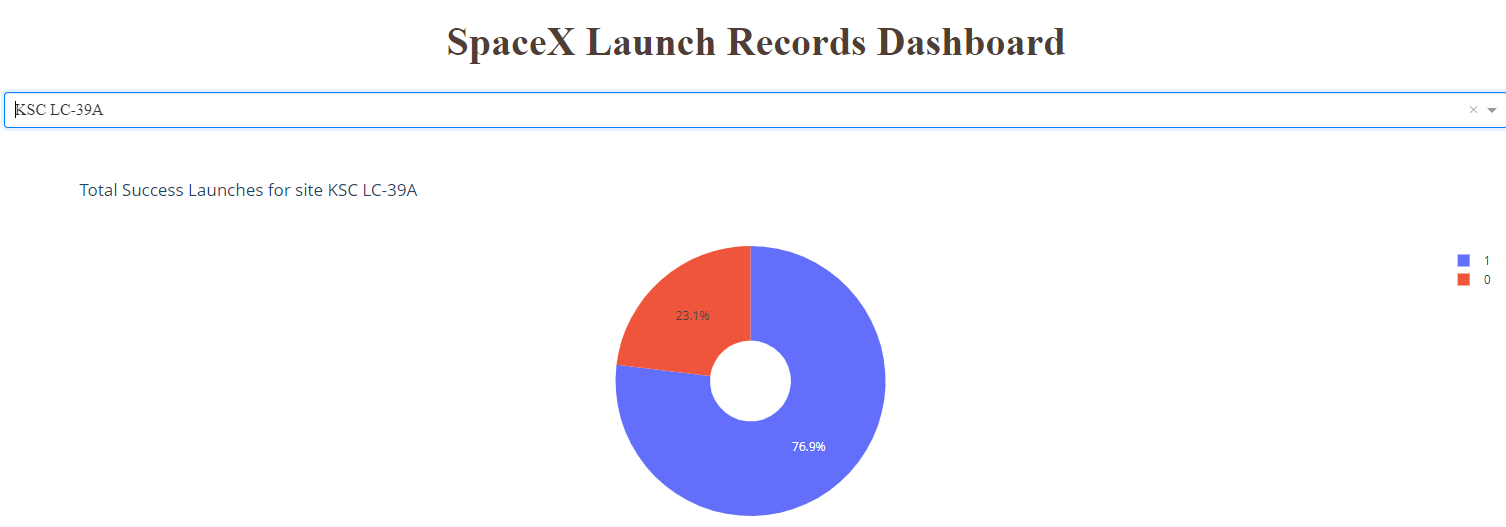 SpaceX Launch Records Dashboard
KSC LC-39A
Total Success Launches for site KSC LC-39A
1
0
23.1%
76.9%